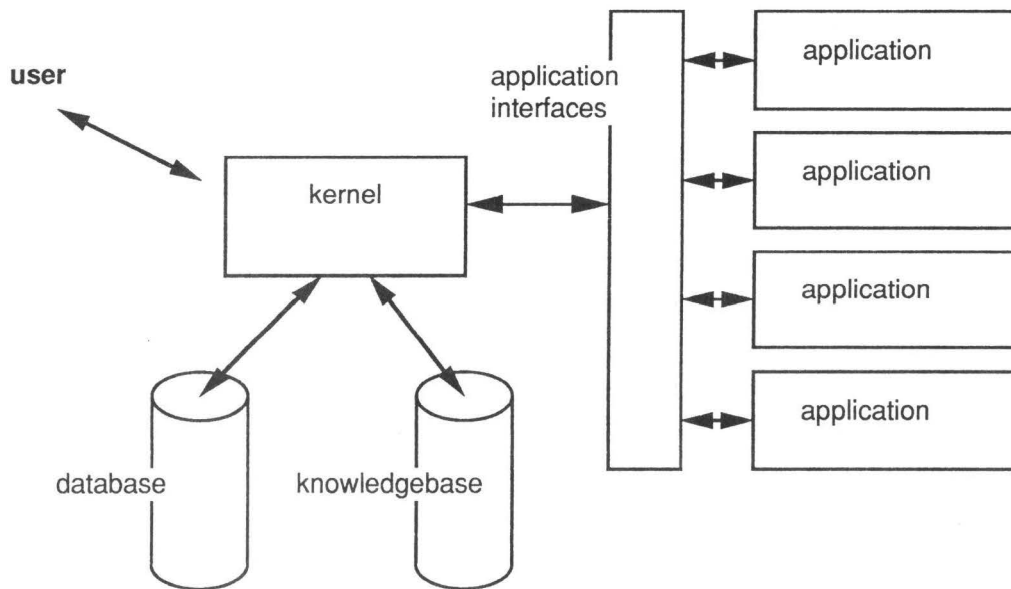 user
kernel
application
interfaces
application
application
application
application
database
knowledgebase